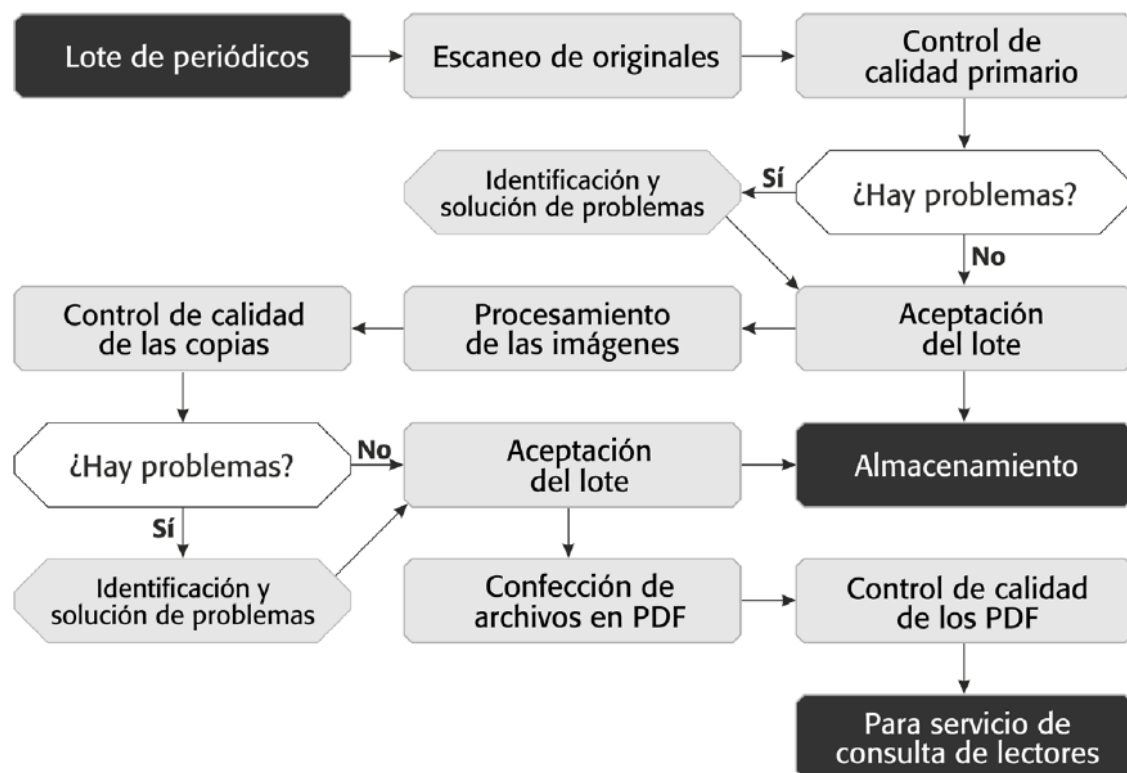 Lote de periódicos
Escaneo de originales
Control de
calidad primario
Identificación y
solución de problemas
Sí
¿Hay problemas?
No
Control de calidad
de las copias
Procesamiento
de las imágenes
Aceptación
del lote
¿Hay problemas?
No
Aceptación
del lote
Almacenamiento
Sí
Identificación y
solución de problemas
Confección de
archivos en PDF
Control de calidad
de los PDF
Para servicio de
consulta de lectores